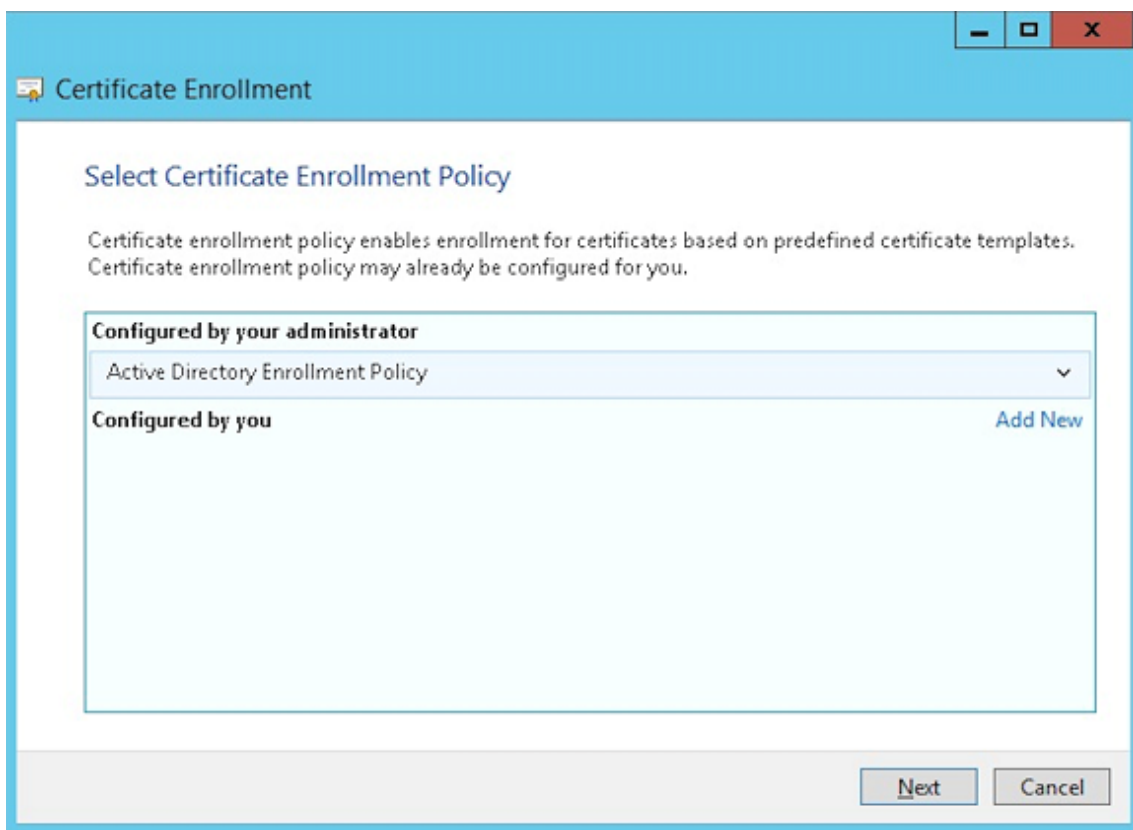 Certificate Enrollment
Select Certificate Enrollment Policy
Certificate enrollment policy enables enrollment for certificates based on predefined certificate templates.
Certificate enrollment policy may already be configured for you.
Configured by your administrator
Active Directory Enrollment Policy
Configured by you Add New
Next Cancel